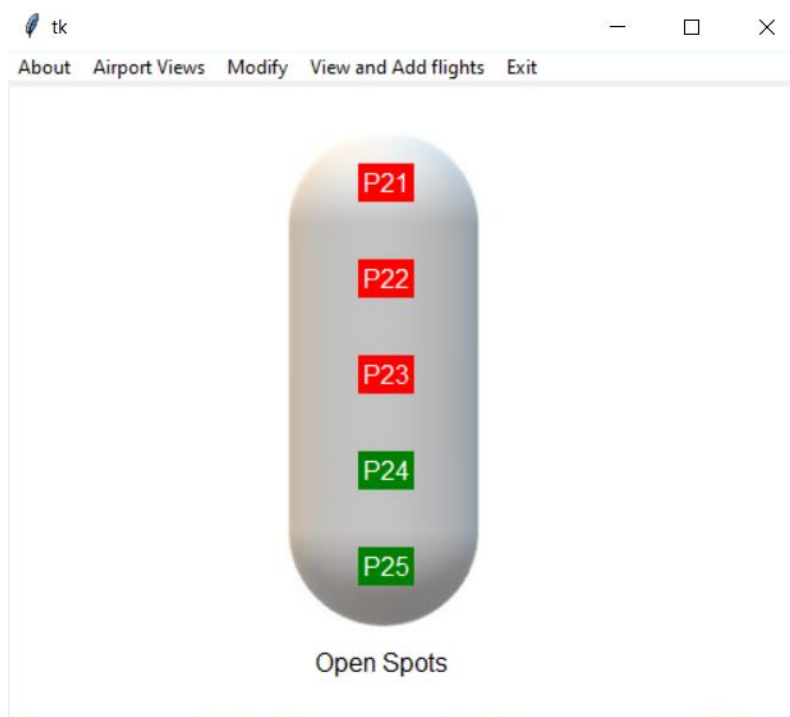 tk
About Airport Views Modify View and Add flights Exit
P21
P22
P23
P24
P25
Open Spots